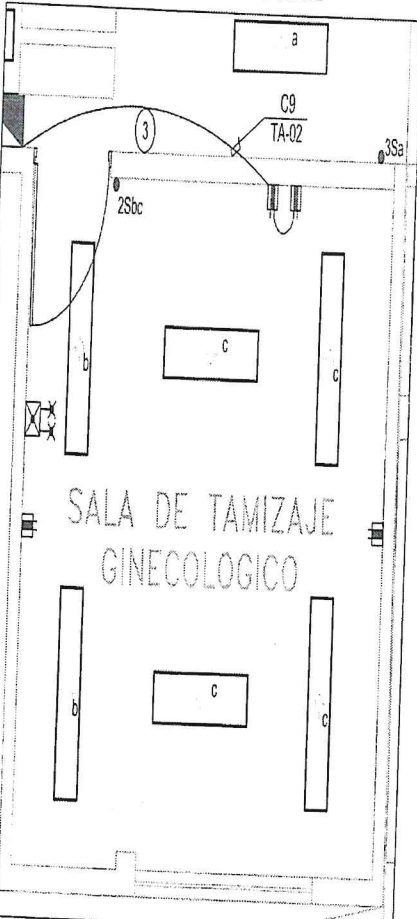 a
C9
TA-02
3
3Sa
2Sbc
b
c
c
SALA DE TAMIZAJE
GINECOLOGICO
b
c
c